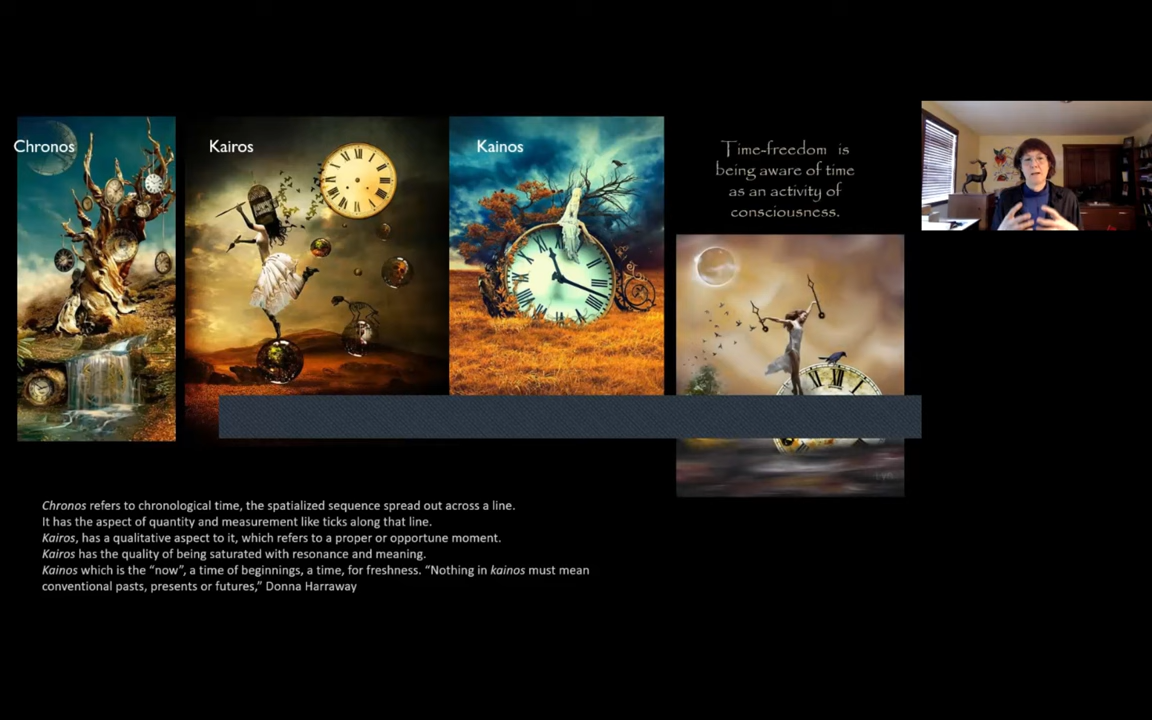 Chronos
Kairos
Kainos
Time-freedom is
being aware of time
as an activity of
consciousness.
Chronos refers to chronological time, the spatialized sequence spread out across a line.
It has the aspect of quantity and measurement like ticks along that line.
Kairos, has a qualitative aspect to it, which refers to a proper or opportune moment.
Kairos has the quality of being saturated with resonance and meaning.
Kainos which is the “now”, a time of beginnings, a time, for freshness. “Nothing in kainos must mean
conventional pasts, presents or futures,” Donna Harraway